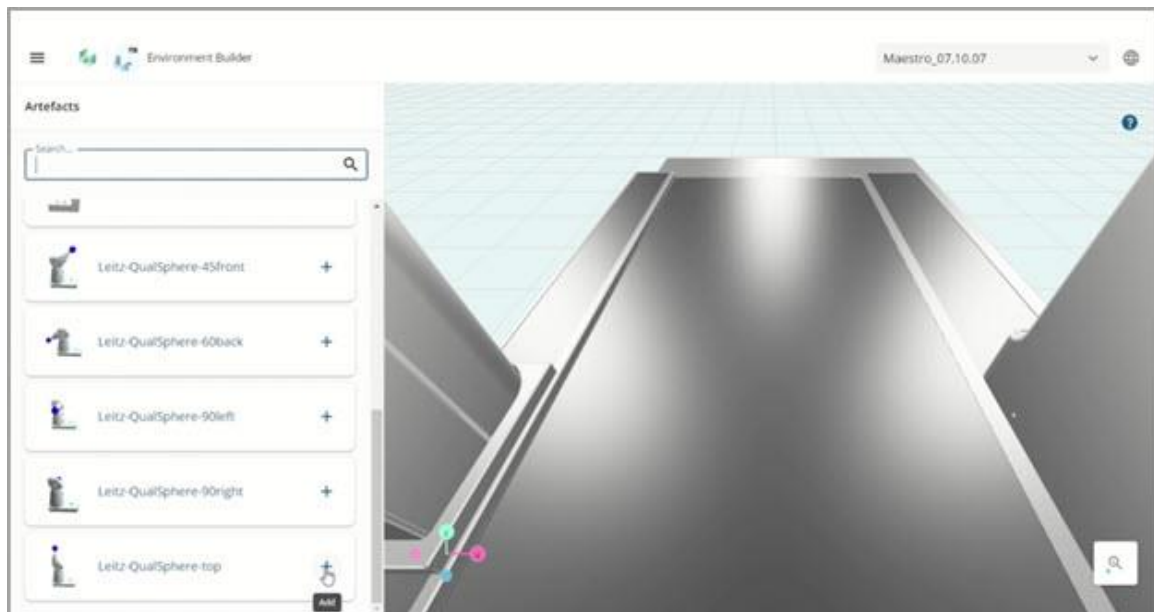 Environment Builder
Maestro_07.10.07
Artefacts
Search...
Leitz-QualSphere-45front
Leitz-QualSphere-60back
Leitz-QualSphere-90left
Leitz-QualSphere-90right
Leitz-QualSphere-top
Add